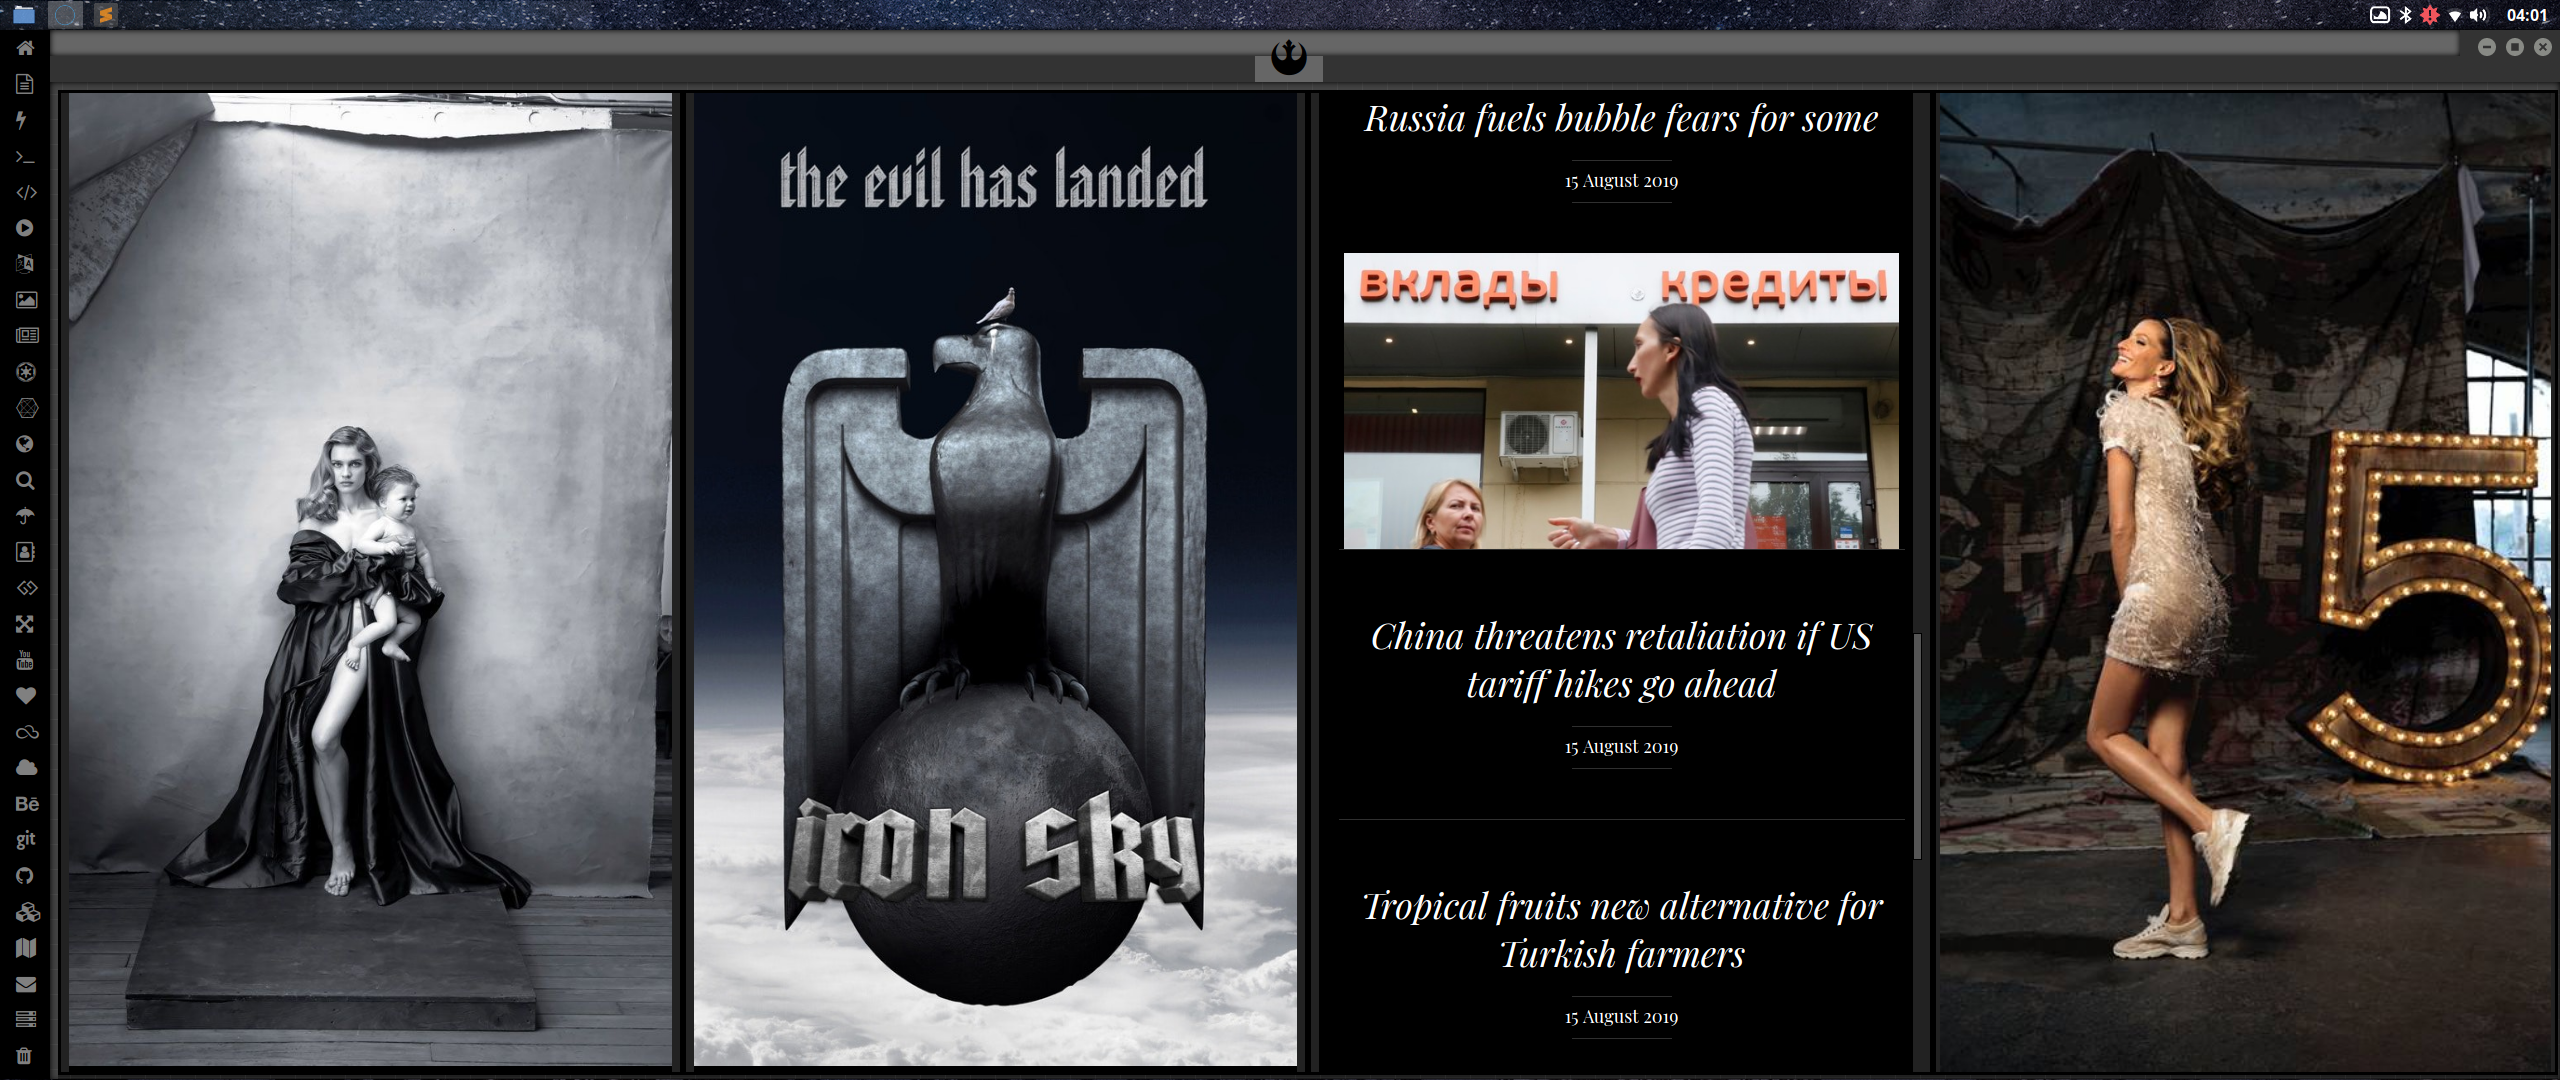 04:01
the evil has landed
iron sky
Russia fuels bubble fears for some
15 August 2019
вклады кредиты
China threatens retaliation if US
tariff hikes go ahead
15 August 2019
Tropical fruits new alternative for
Turkish farmers
15 August 2019
5
You
Tube
Bē
git